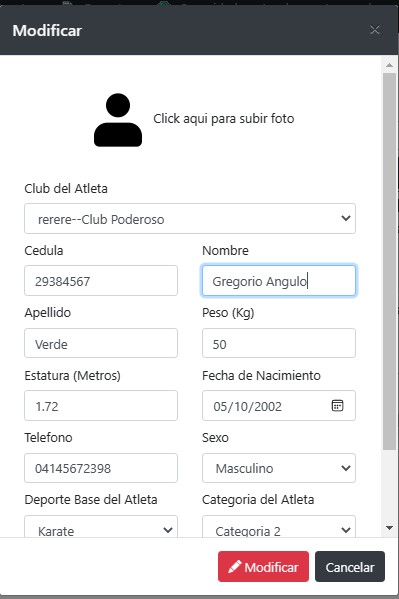 Modificar
×
Click aqui para subir foto
Club del Atleta
rerere--Club Poderoso
Cedula
Nombre
29384567
Gregorio Angulo
Apellido
Peso (Kg)
Verde
50
Estatura (Metros)
Fecha de Nacimiento
1.72
05/10/2002
Telefono
Sexo
04145672398
Masculino
Deporte Base del Atleta
Categoria del Atleta
Karate
Categoria 2
Modificar
Cancelar